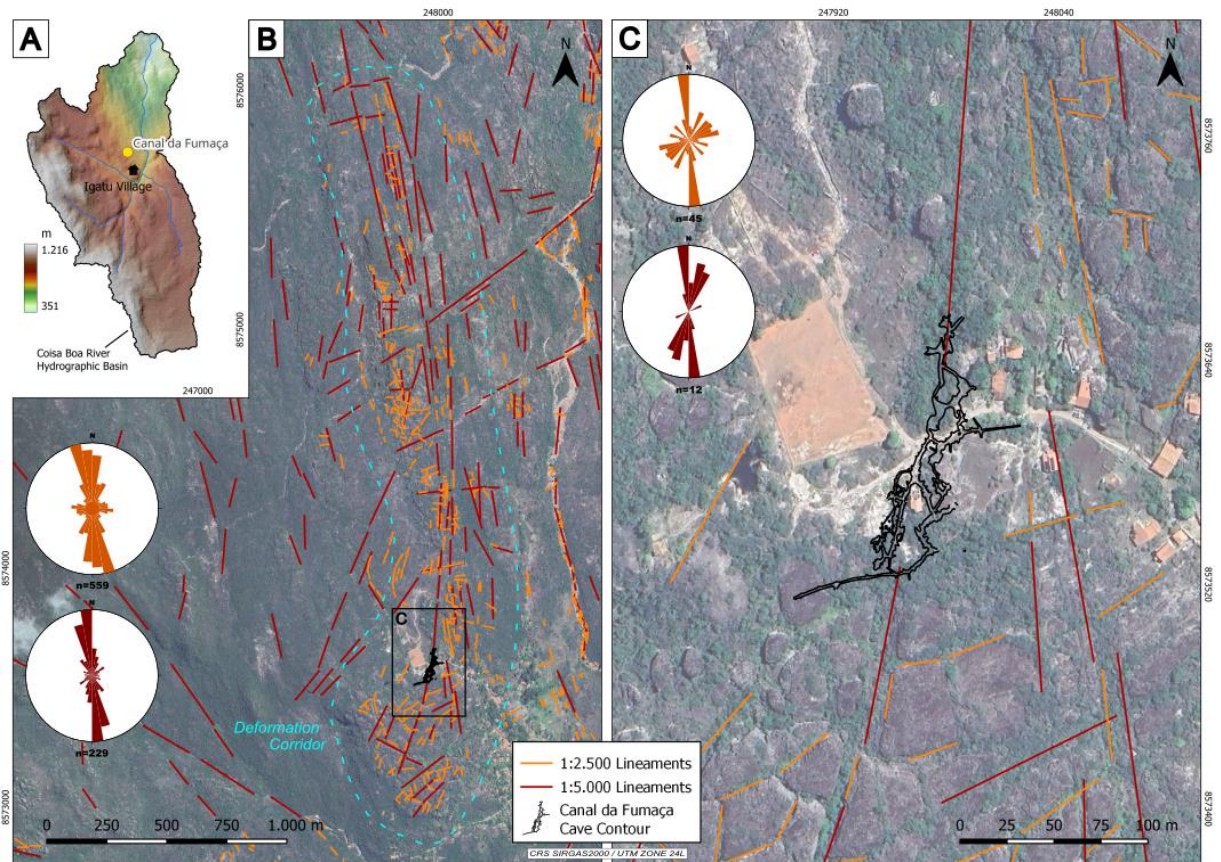 A
Canal da Fumaça
Igatu Village
m
1.216
351
Coisa Boa River
Hydrographic Basin
B
248000
N
8576000
8575000
247000
8574000
8573000
N
n=559
N
n=229
C
Deformation
Corridor
0 250 500 750 1.000 m
1:2.500 Lineaments
1:5.000 Lineaments
Canal da Fumaça
Cave Contour
CRS SIRGAS2000 / UTM ZONE 24L
C
247920
248040
N
N
n=45
N
n=12
8573760
8573640
8573520
8573400
0 25 50 75 100 m